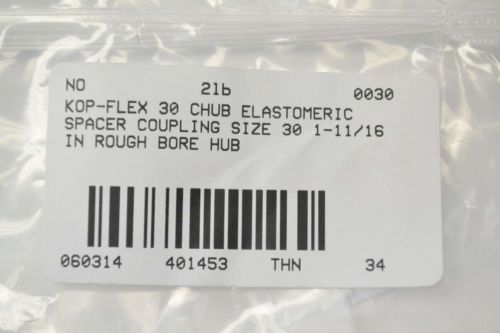 NO 2lb 0030
KOP-FLEX 30 CHUB ELASTOMERIC
SPACER COUPLING SIZE 30 1-11/16
IN ROUGH BORE HUB
060314 401453 THN 34